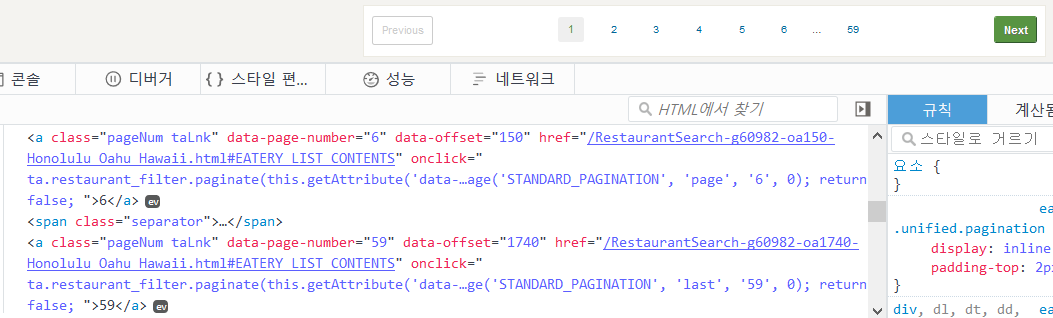 Previous 1 2 3 4 5 6 ... 59 Next
콘솔 디버거 { } 스타일 편... 성능 네트워크
HTML에서 찾기 규칙 계산된
<a class="pageNum taLnk" data-page-number="6" data-offset="150" href="/RestaurantSearch-g60982-oa150-
Honolulu_Oahu_Hawaii.html#EATERY_LIST_CONTENTS" onclick="
ta.restaurant_filter.paginate(this.getAttribute('data-…age('STANDARD_PAGINATION', 'page', '6', 0); return
false; ">6</a> ev
<span class="separator">…</span>
<a class="pageNum taLnk" data-page-number="59" data-offset="1740" href="/RestaurantSearch-g60982-oa1740-
Honolulu_Oahu_Hawaii.html#EATERY_LIST_CONTENTS" onclick="
ta.restaurant_filter.paginate(this.getAttribute('data-…ge('STANDARD_PAGINATION', 'last', '59', 0); return
false; ">59</a> ev
스타일로 거르기
요소 {
}
ea
.unified.pagination
display: inline
padding-top: 2p
}
div, dl, dt, dd, ea